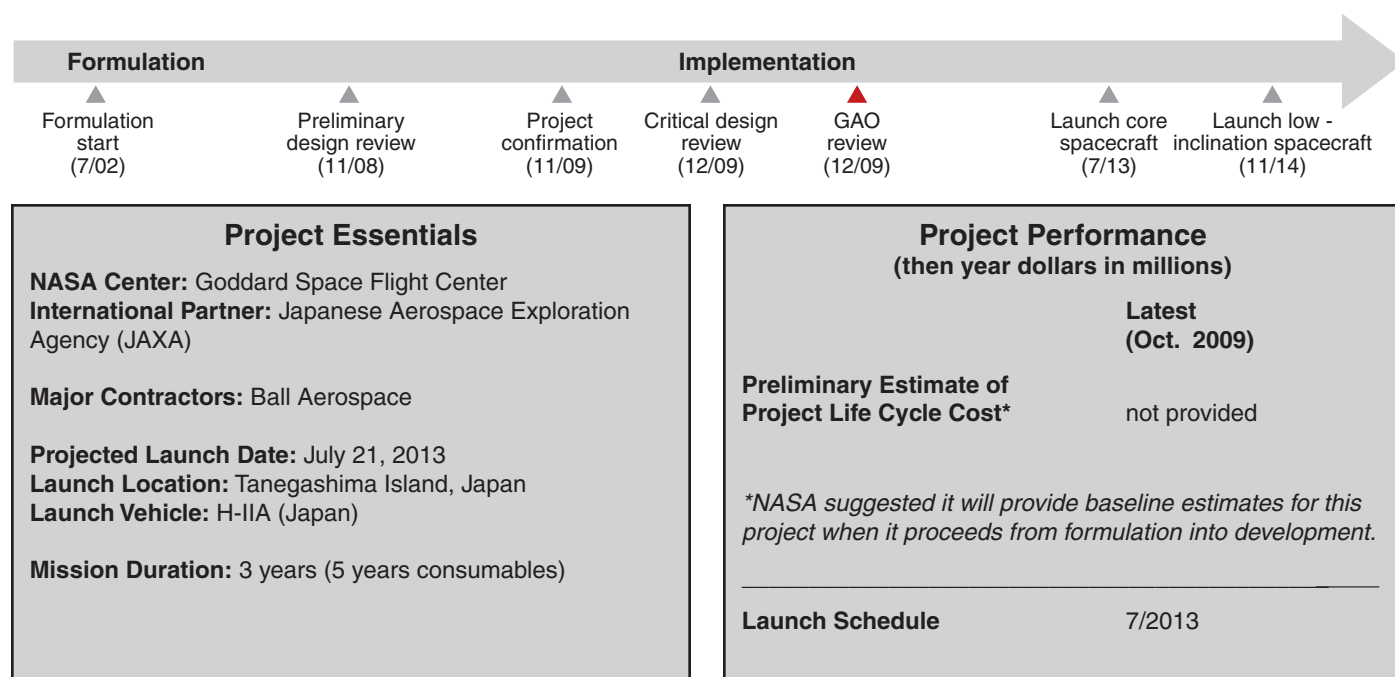 Formulation
Implementation
Formulation
start
(7/02)
Preliminary
design review
(11/08)
Project
confirmation
(11/09)
Critical design
review
(12/09)
GAO
review
(12/09)
Launch core
spacecraft
(7/13)
Launch low -
inclination spacecraft
(11/14)
Project Essentials
NASA Center: Goddard Space Flight Center
International Partner: Japanese Aerospace Exploration
Agency (JAXA)
Major Contractors: Ball Aerospace
Projected Launch Date: July 21, 2013
Launch Location: Tanegashima Island, Japan
Launch Vehicle: H-IIA (Japan)
Mission Duration: 3 years (5 years consumables)
Project Performance
(then year dollars in millions)
Latest
(Oct. 2009)
Preliminary Estimate of
Project Life Cycle Cost* not provided
*NASA suggested it will provide baseline estimates for this
project when it proceeds from formulation into development.
Launch Schedule 7/2013